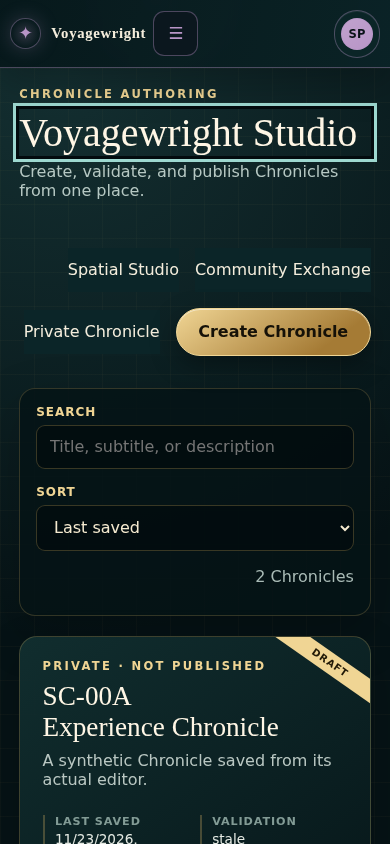 Voyagewright
SP
CHRONICLE AUTHORING
Voyagewright Studio
Create, validate, and publish Chronicles
from one place.
Spatial Studio
Community Exchange
Private Chronicle
Create Chronicle
SEARCH
Title, subtitle, or description
SORT
Last saved
2 Chronicles
DRAFT
PRIVATE · NOT PUBLISHED
SC-00A
Experience Chronicle
A synthetic Chronicle saved from its
actual editor.
LAST SAVED
11/23/2026,
VALIDATION
stale